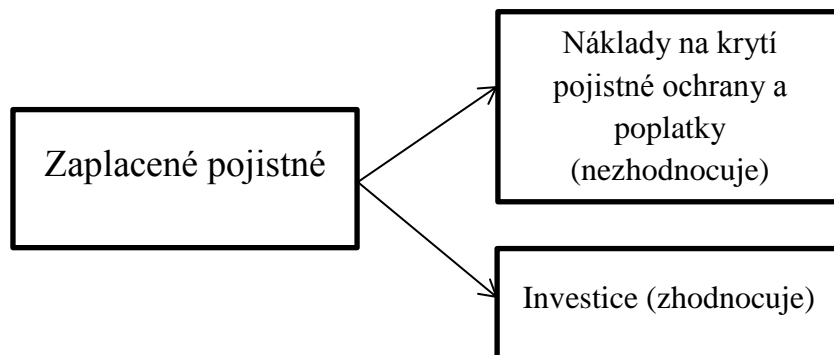 Zaplacené pojistné
Náklady na krytí
pojistné ochrany a
poplatky
(nezhodnocuje)
Investice (zhodnocuje)